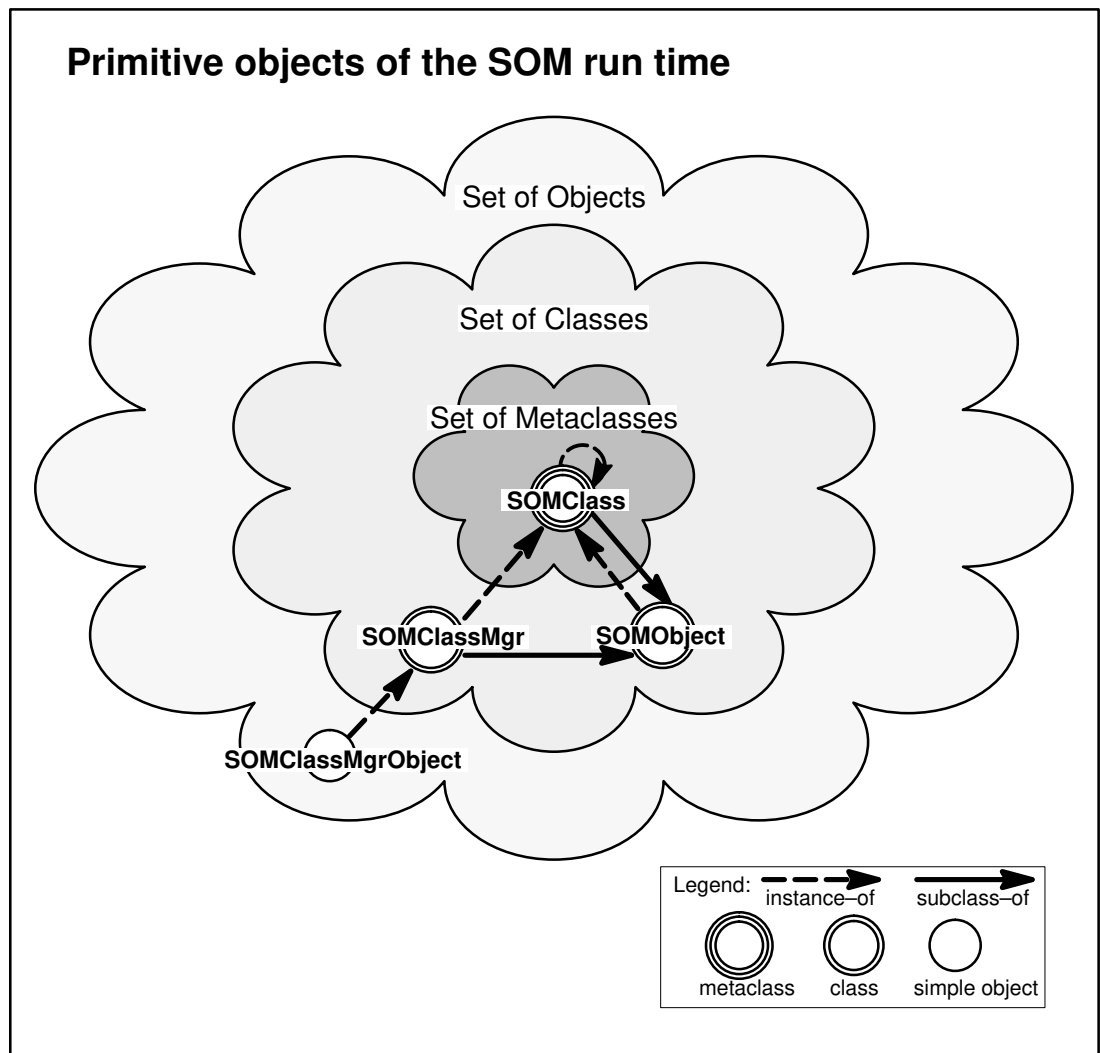 Primitive objects of the SOM run time
Set of Objects
Set of Classes
Set of Metaclasses
SOMClass
SOMClassMgr
SOMObject
SOMClassMgrObject
Legend:
instance–of
subclass–of
metaclass
class
simple object